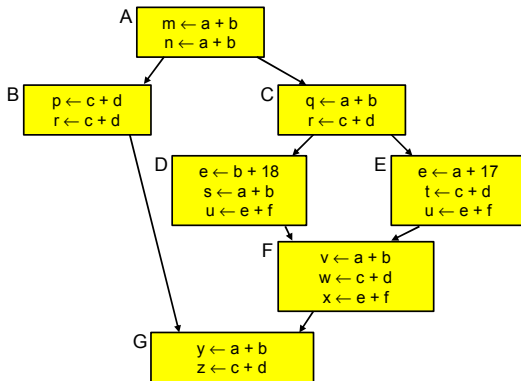 A
m ← a + b
n ← a + b
B
p ← c + d
r ← c + d
C
q ← a + b
r ← c + d
D
e ← b + 18
s ← a + b
u ← e + f
E
e ← a + 17
t ← c + d
u ← e + f
F
v ← a + b
w ← c + d
x ← e + f
G
y ← a + b
z ← c + d